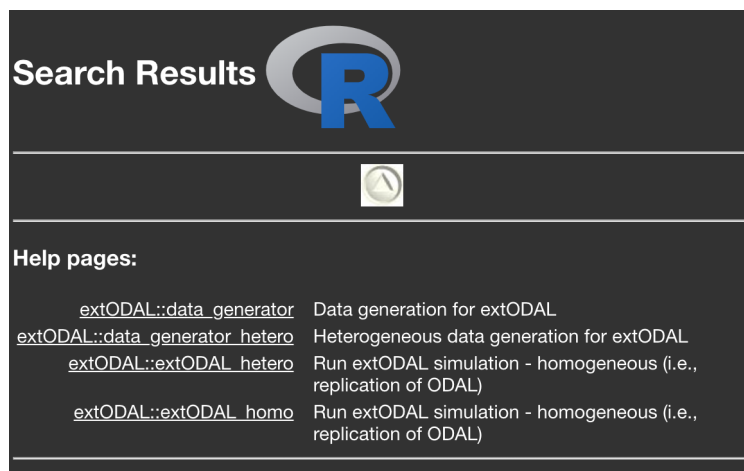 Search Results R
Help pages:
extODAL::data_generator Data generation for extODAL
extODAL::data_generator_hetero Heterogeneous data generation for extODAL
extODAL::extODAL_hetero Run extODAL simulation - homogeneous (i.e.,
replication of ODAL)
extODAL::extODAL_homo Run extODAL simulation - homogeneous (i.e.,
replication of ODAL)